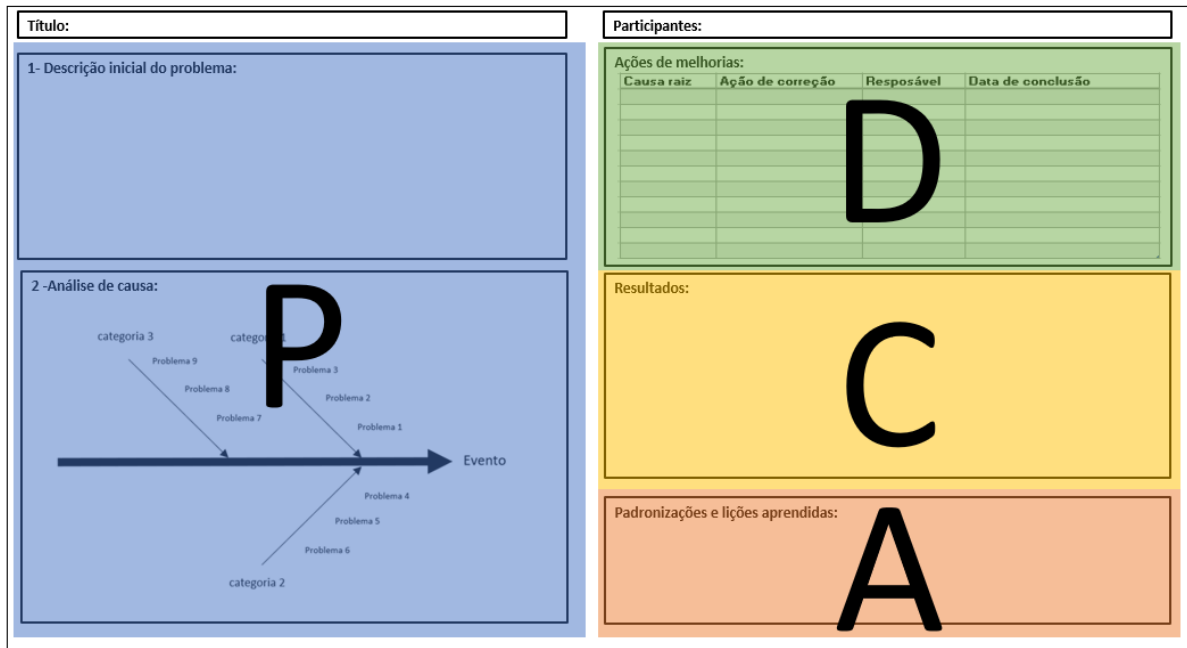 Título:
Participantes:
1- Descrição inicial do problema:
P
2 -Análise de causa:
categoria 3
Problema 9
Problema 8
Problema 7
Problema 3
Problema 2
Problema 1
Evento
Problema 4
Problema 5
Problema 6
categoria 2
Ações de melhorias:
Causa raiz Ação de correção Resposável Data de conclusão
D
Resultados:
C
Padronizações e lições aprendidas:
A